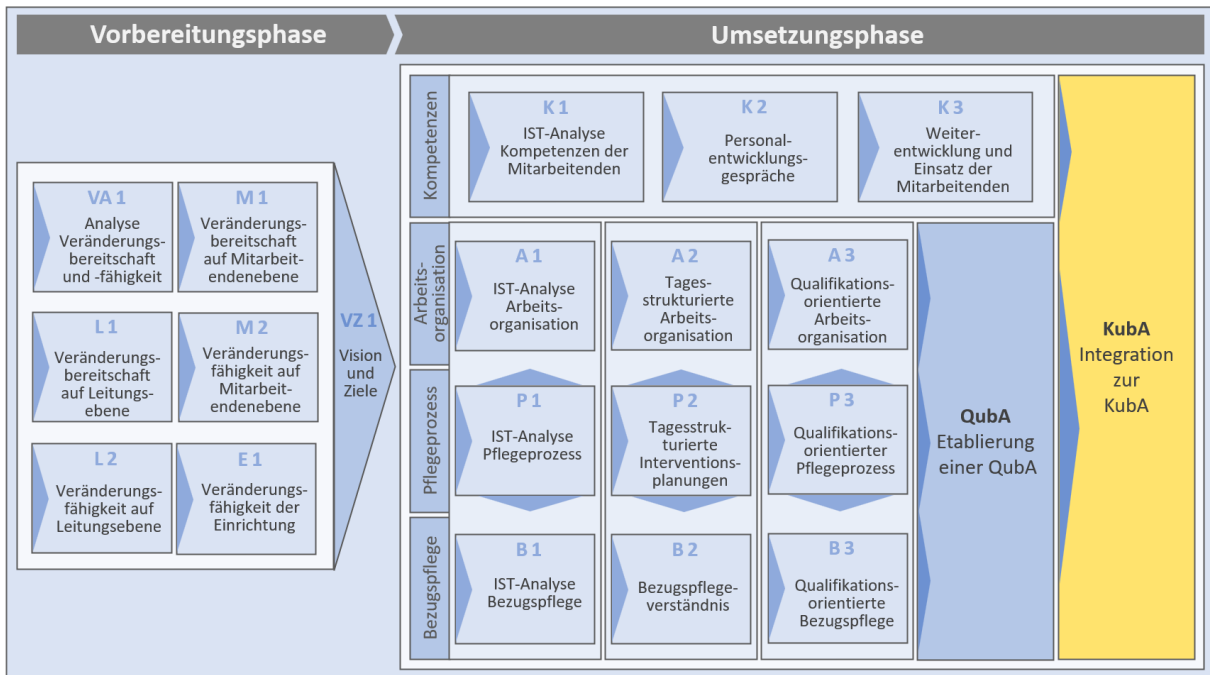 Vorbereitungsphase
Umsetzungsphase
VA 1
Analyse
Veränderungs-
bereitschaft
und -fähigkeit
M 1
Veränderungs-
bereitschaft
auf Mitarbeit-
endenebene
L 1
Veränderungs-
bereitschaft
auf Leitungs-
ebene
M 2
Veränderungs-
fähigkeit auf
Mitarbeit-
endenebene
L 2
Veränderungs-
fähigkeit auf
Leitungsebene
E 1
Veränderungs-
fähigkeit der
Einrichtung
VZ 1
Vision
und
Ziele
Kompetenzen
K 1
IST-Analyse
Kompetenzen der
Mitarbeitenden
K 2
Personal-
entwicklungs-
gespräche
K 3
Weiter-
entwicklung und
Einsatz der
Mitarbeitenden
Arbeits-
organisation
A 1
IST-Analyse
Arbeits-
organisation
A 2
Tages-
strukturierte
Arbeits-
organisation
A 3
Qualifikations-
orientierte
Arbeits-
organisation
Pflegeprozess
P 1
IST-Analyse
Pflegeprozess
P 2
Tagesstruk-
turierte
Interventions-
planungen
P 3
Qualifikations-
orientierter
Pflegeprozess
Bezugspflege
B 1
IST-Analyse
Bezugspflege
B 2
Bezugspflege-
verständnis
B 3
Qualifikations-
orientierte
Bezugspflege
QubA
Etablierung
einer QubA
KubA
Integration
zur
KubA